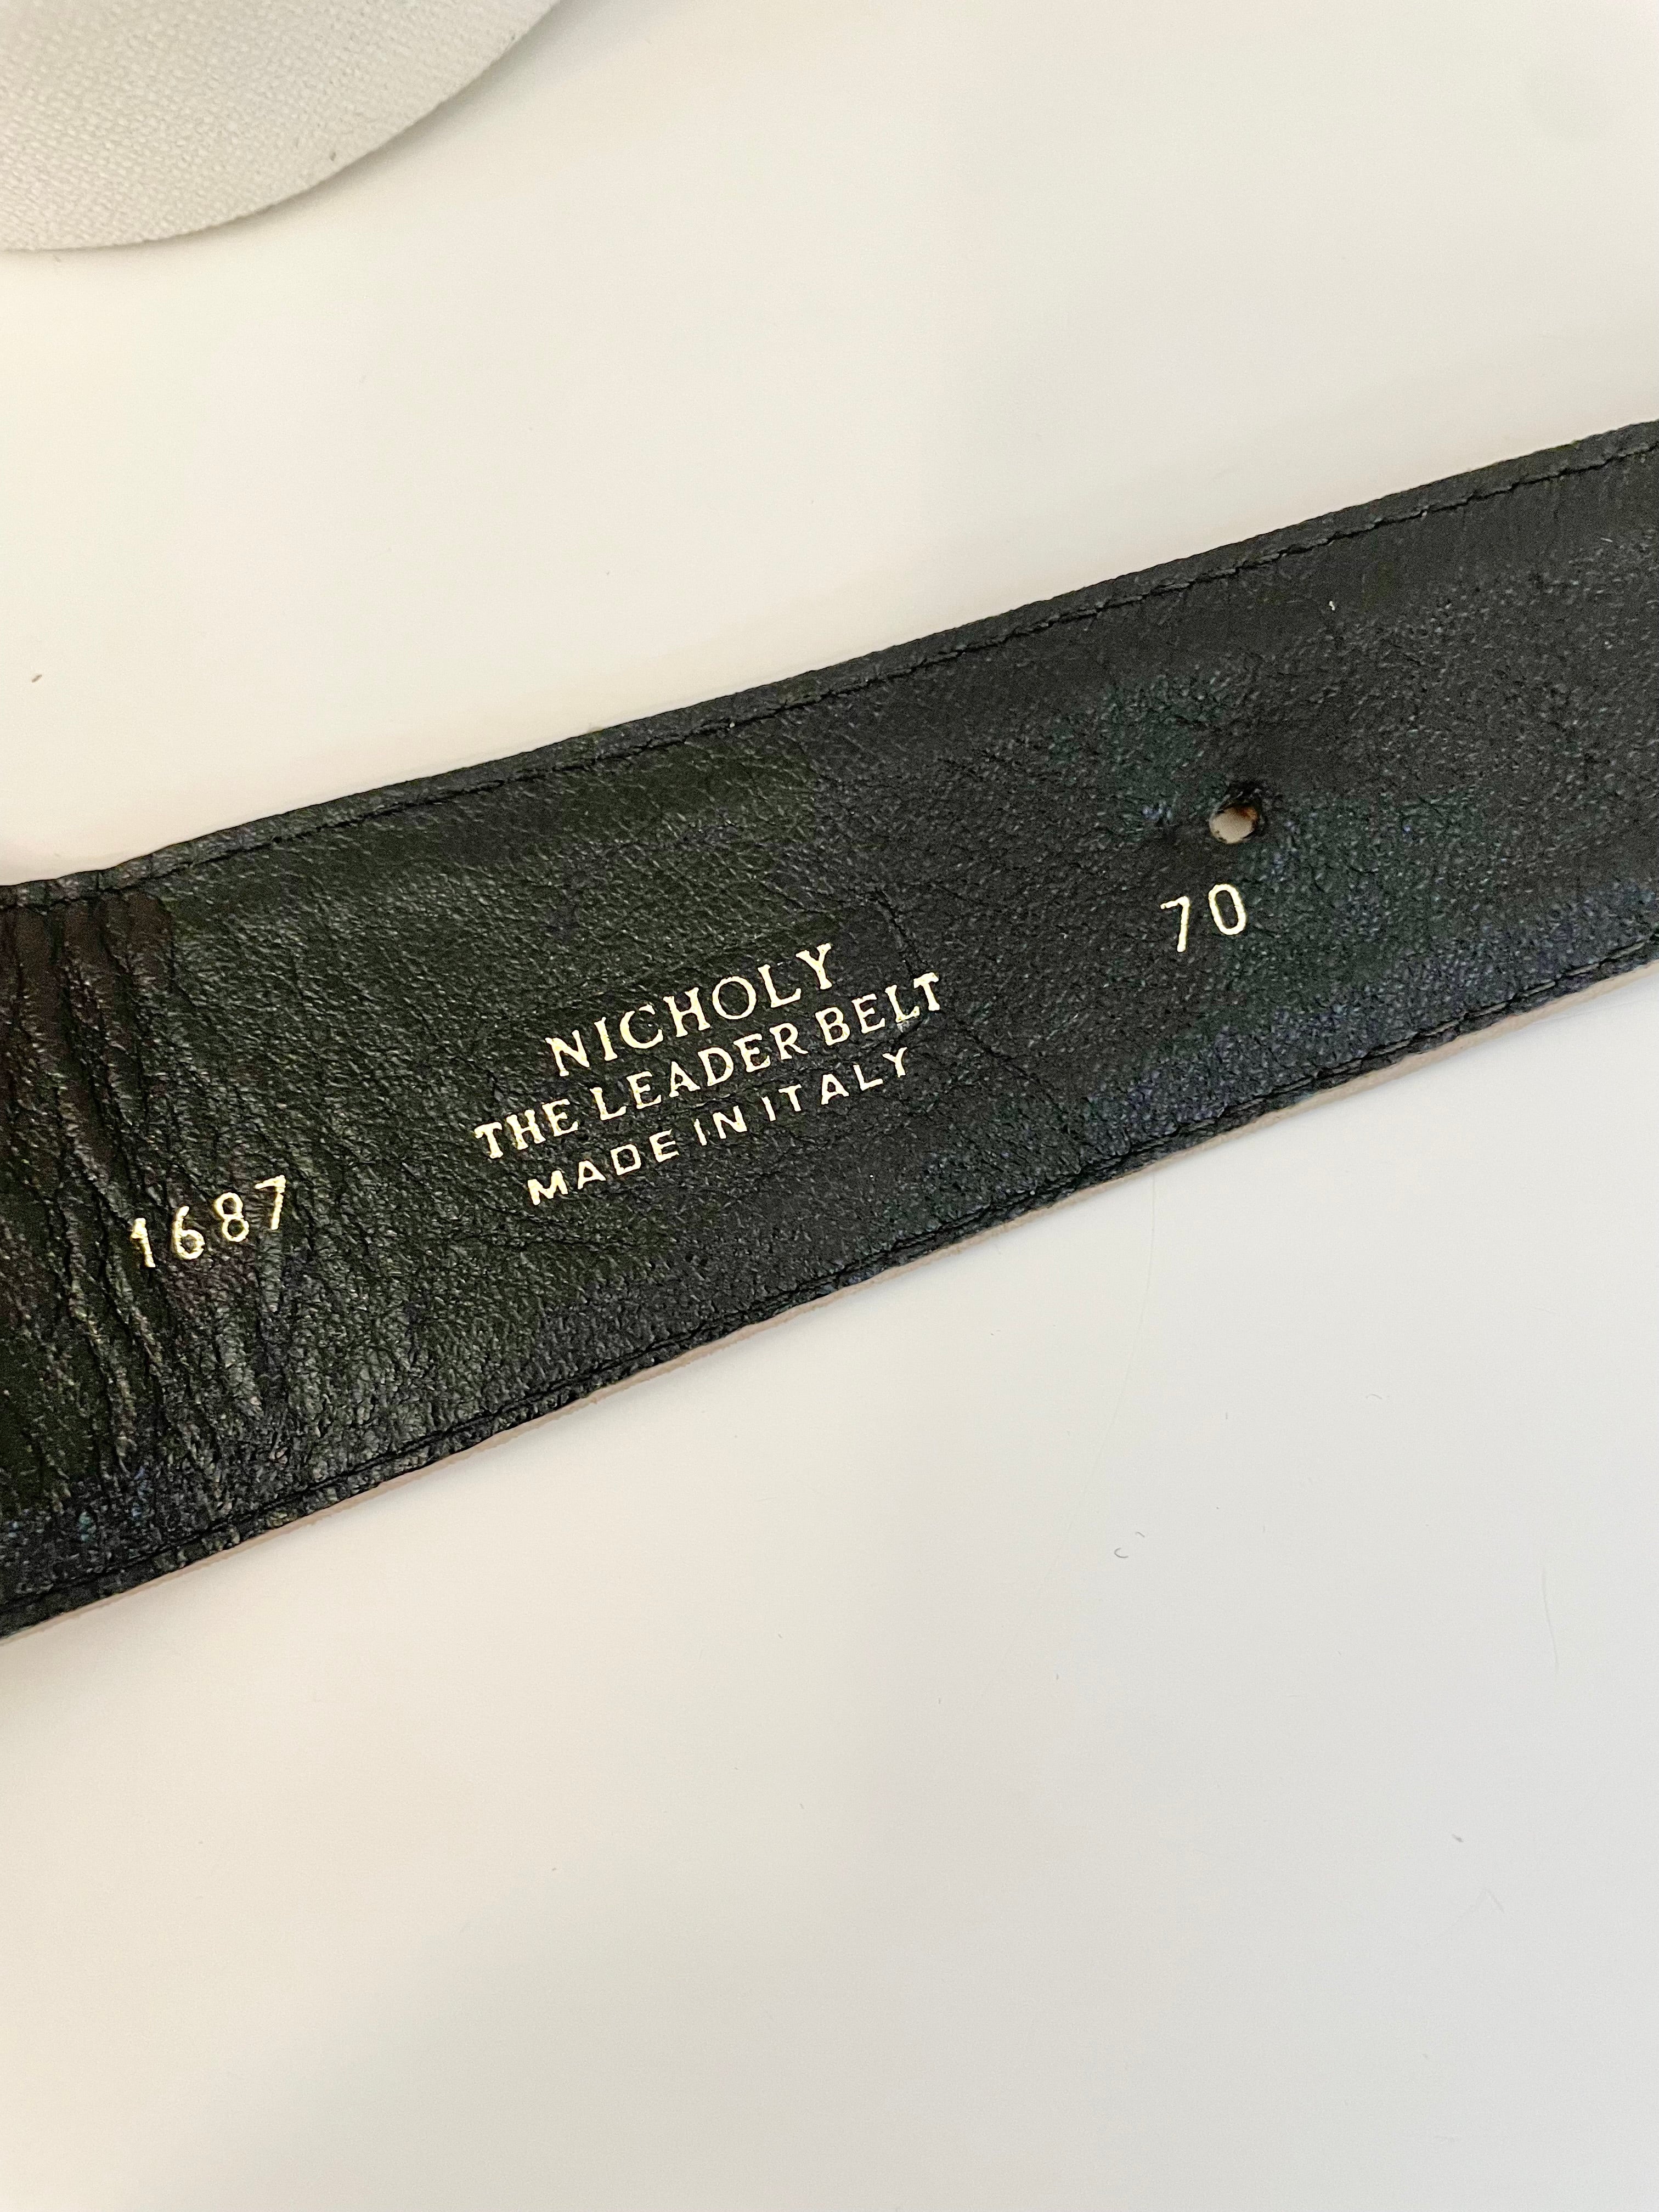 NICHOLY
THE LEADER BELT
MADE IN ITALY
70
1687